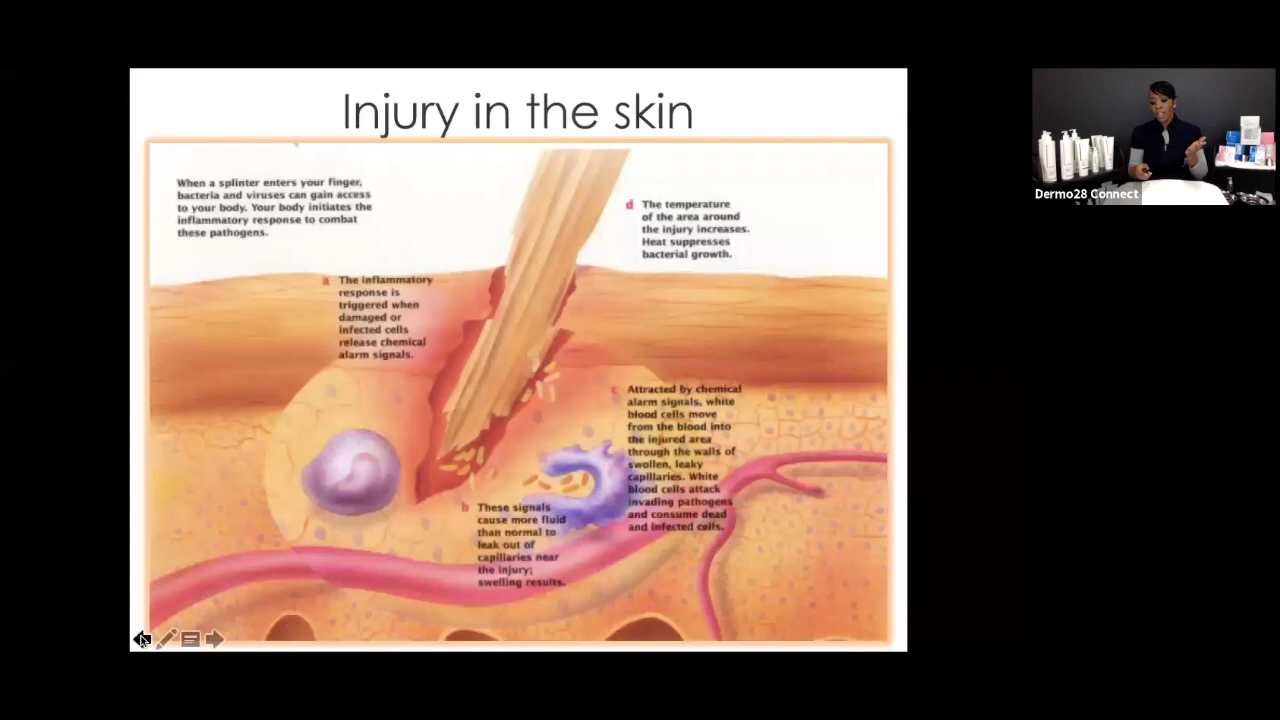 Injury in the skin
When a splinter enters your finger,
bacteria and viruses can gain access
to your body. Your body initiates the
inflammatory response to combat
these pathogens.
a The inflammatory
response is
triggered when
damaged or
infected cells
release chemical
alarm signals.
b These signals
cause more fluid
than normal to
leak out of
capillaries near
the injury;
swelling results.
c Attracted by chemical
alarm signals, white
blood cells move
from the blood into
the injured area
through the walls of
swollen, leaky
capillaries. White
blood cells attack
invading pathogens
and consume dead
and infected cells.
d The temperature
of the area around
the injury increases.
Heat suppresses
bacterial growth.
Dermo28 Connect